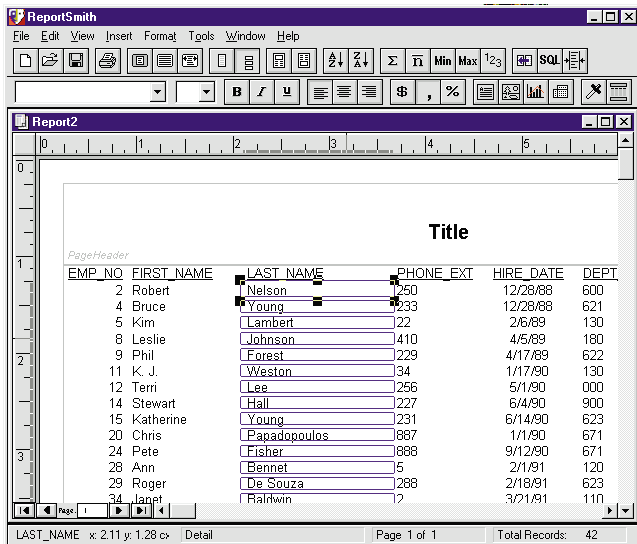 ReportSmith
File Edit View Insert Format Tools Window Help
Σ n Min Max 123 SQL
B I u $ , %
Report2
0 1 2 3 4 5
0
Title
PageHeader
1
EMP_NO FIRST_NAME LAST_NAME PHONE_EXT HIRE_DATE DEPT
2 Robert Nelson 250 12/28/88 600
4 Bruce Young 233 12/28/88 621
5 Kim Lambert 22 2/6/89 130
8 Leslie Johnson 410 4/5/89 180
2
9 Phil Forest 229 4/17/89 622
11 K. J. Weston 34 1/17/90 130
12 Terri Lee 256 5/1/90 000
14 Stewart Hall 227 6/4/90 900
15 Katherine Young 231 6/14/90 623
20 Chris Papadopoulos 887 1/1/90 671
3
24 Pete Fisher 888 9/12/90 671
28 Ann Bennet 5 2/1/91 120
29 Roger De Souza 288 2/18/91 623
34 Janet Baldwin 2 3/21/91 110
Page. 1
LAST_NAME x: 2.11 y: 1.28 c> Detail Page 1 of 1 Total Records: 42